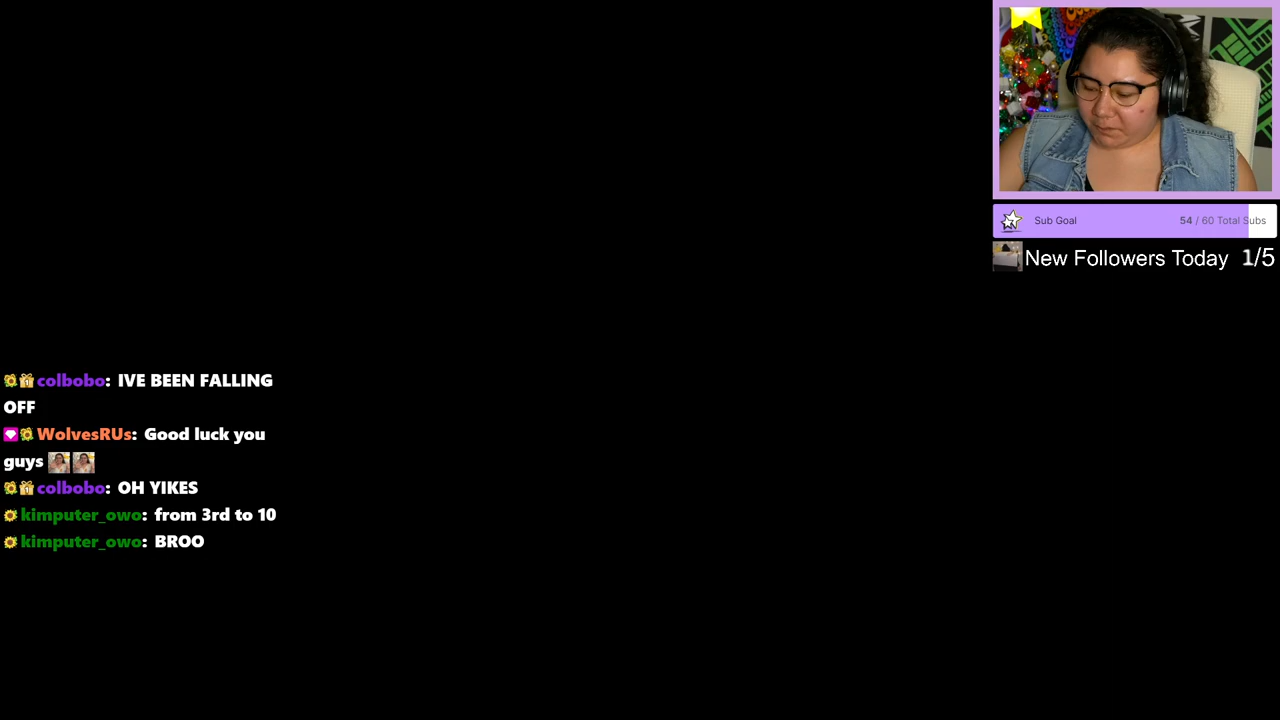 Sub Goal
54 / 60 Total Subs
New Followers Today 1/5
colbobo: IVE BEEN FALLING
OFF
WolvesRUs: Good luck you
guys
colbobo: OH YIKES
kimputer_owo: from 3rd to 10
kimputer_owo: BROO